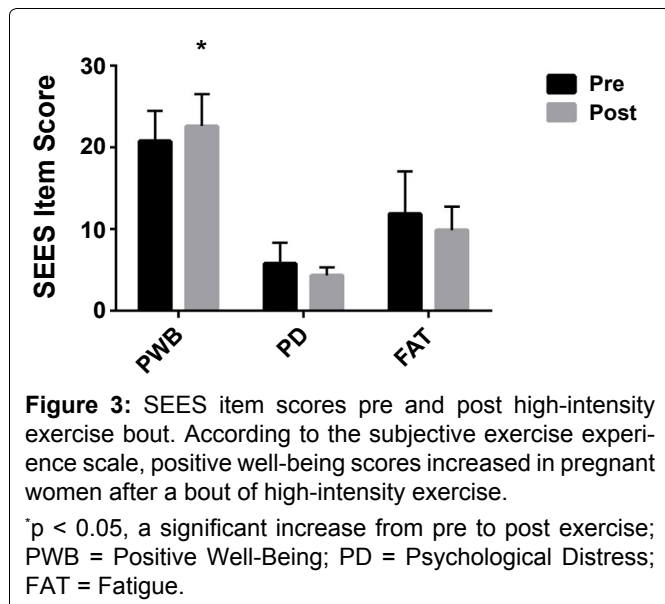 *
30
20
10
0
SEES Item Score
PWB
PD
FAT
Pre
Post
Figure 3: SEES item scores pre and post high-intensity
exercise bout. According to the subjective exercise experi-
ence scale, positive well-being scores increased in pregnant
women after a bout of high-intensity exercise.
*p < 0.05, a significant increase from pre to post exercise;
PWB = Positive Well-Being; PD = Psychological Distress;
FAT = Fatigue.